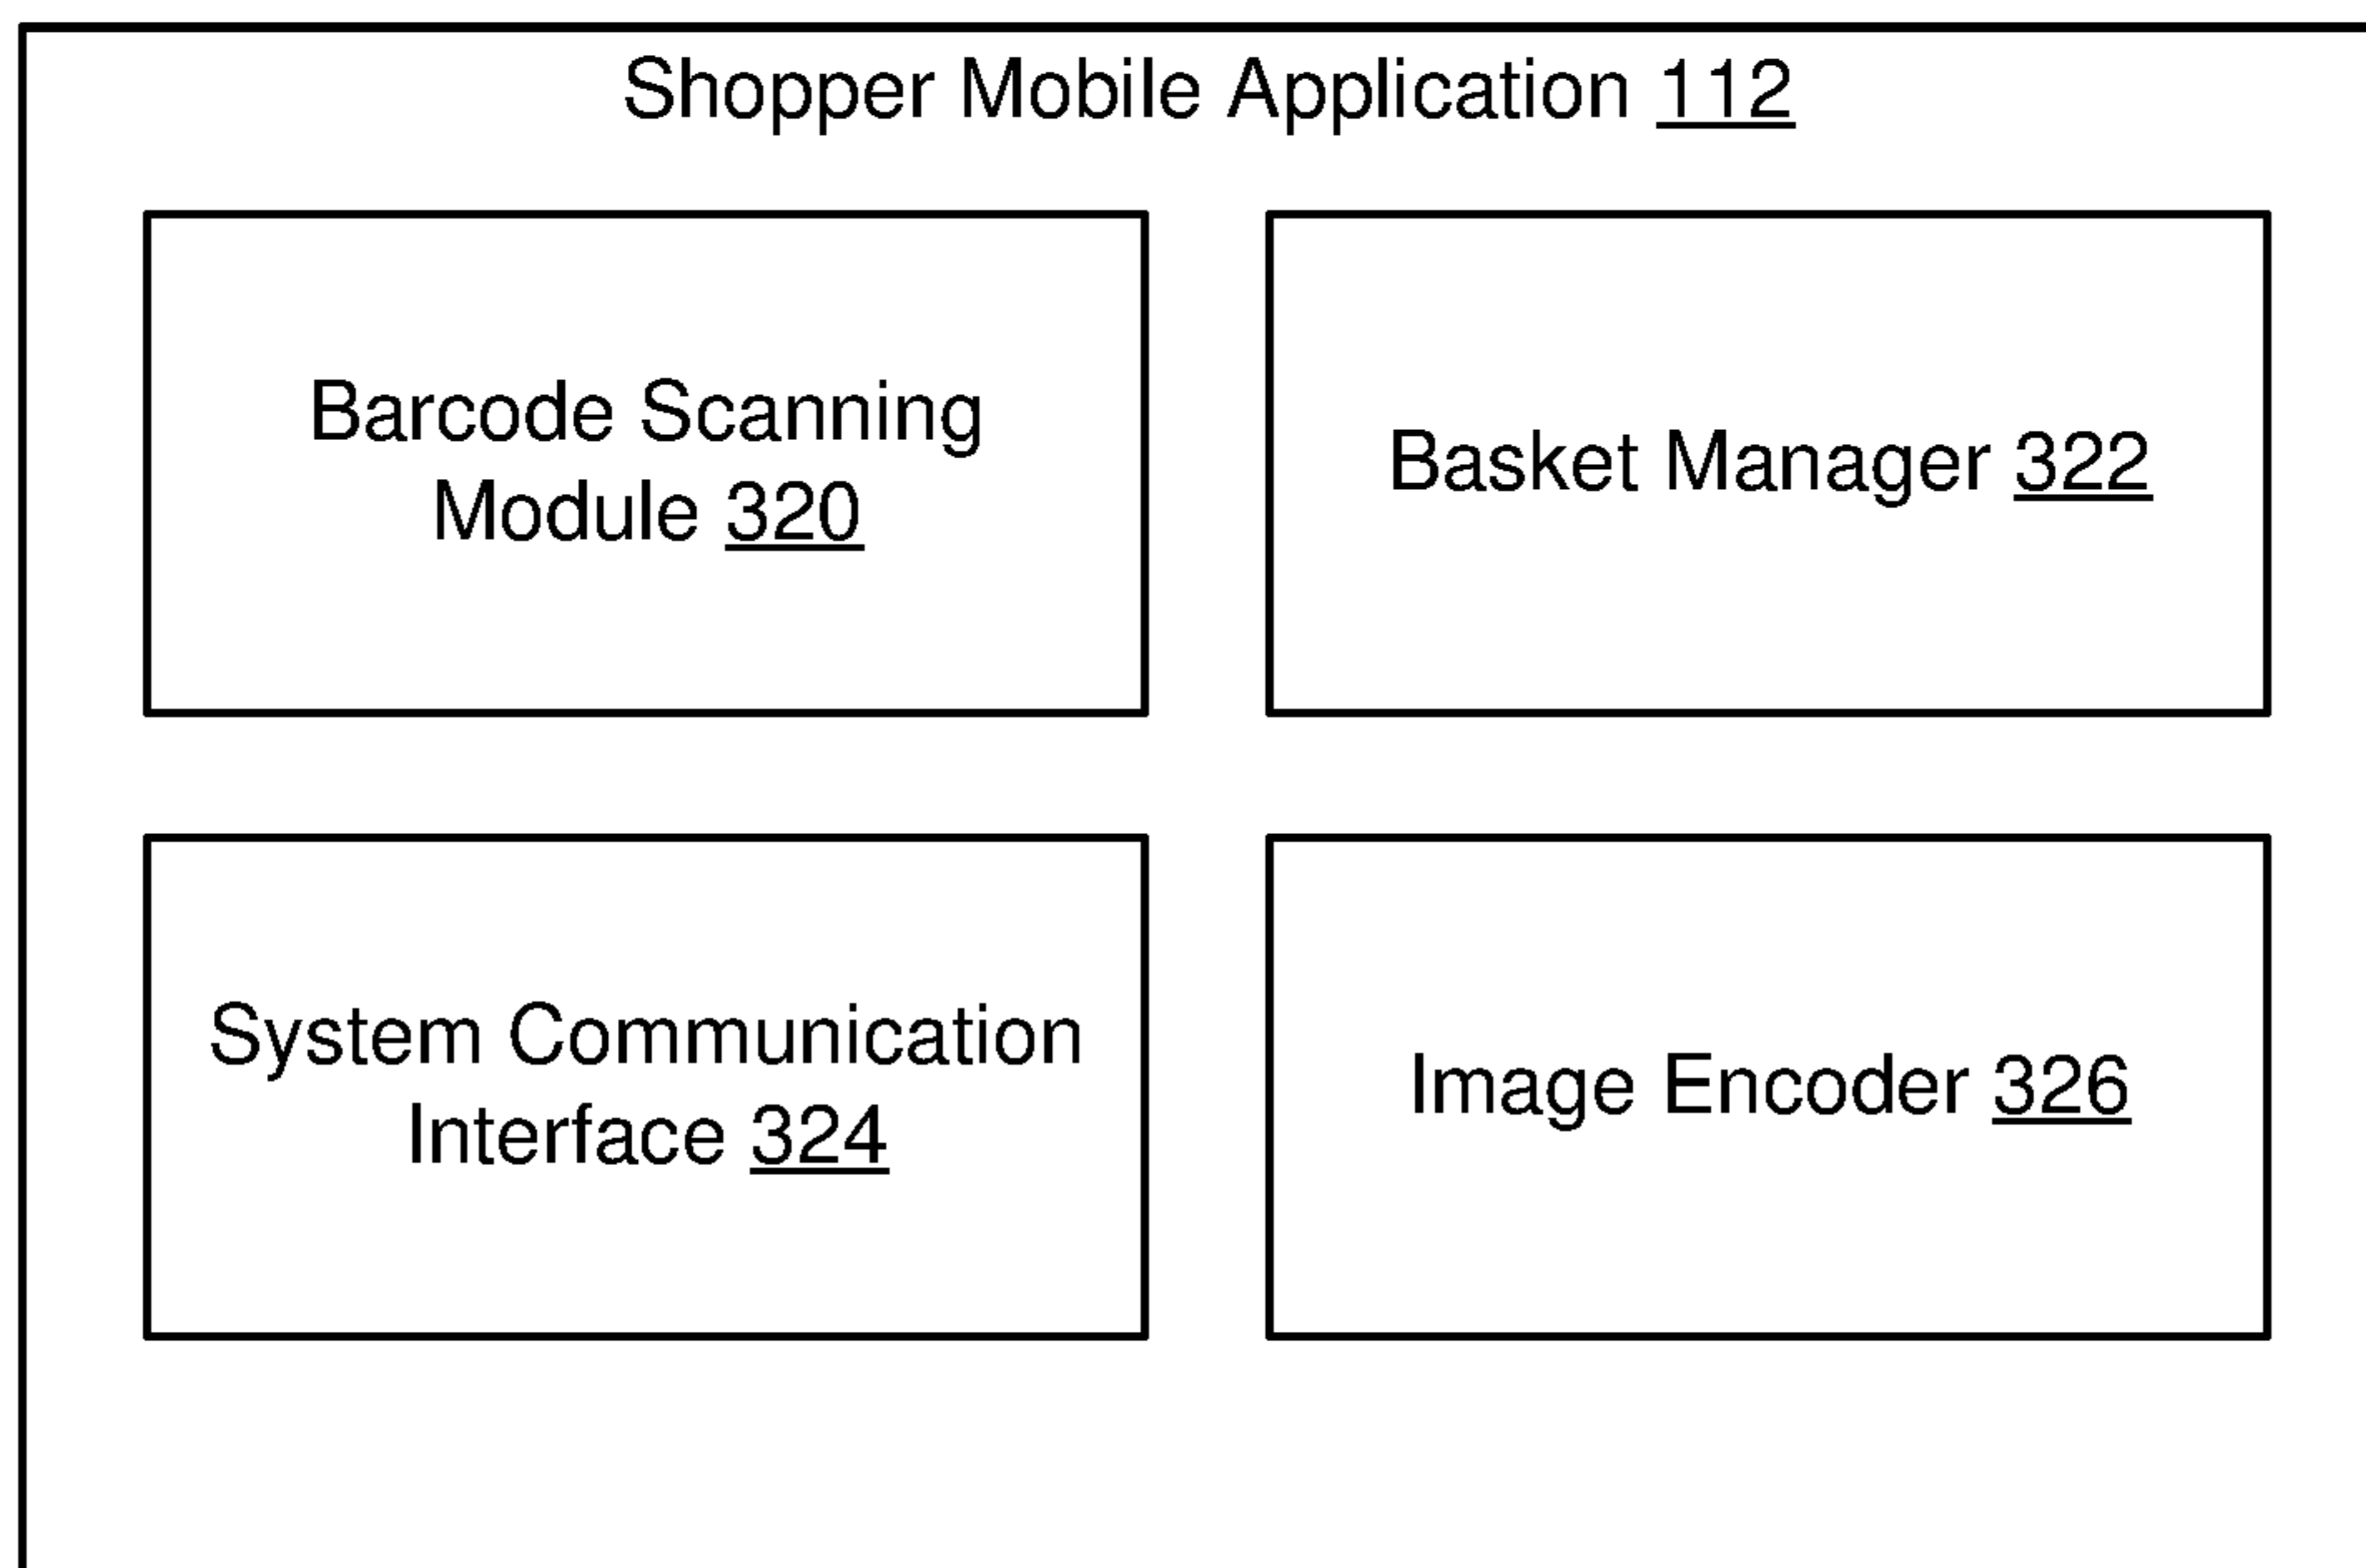 Shopper Mobile Application 112
Barcode Scanning
Module 320
Basket Manager 322
System Communication
Interface 324
Image Encoder 326